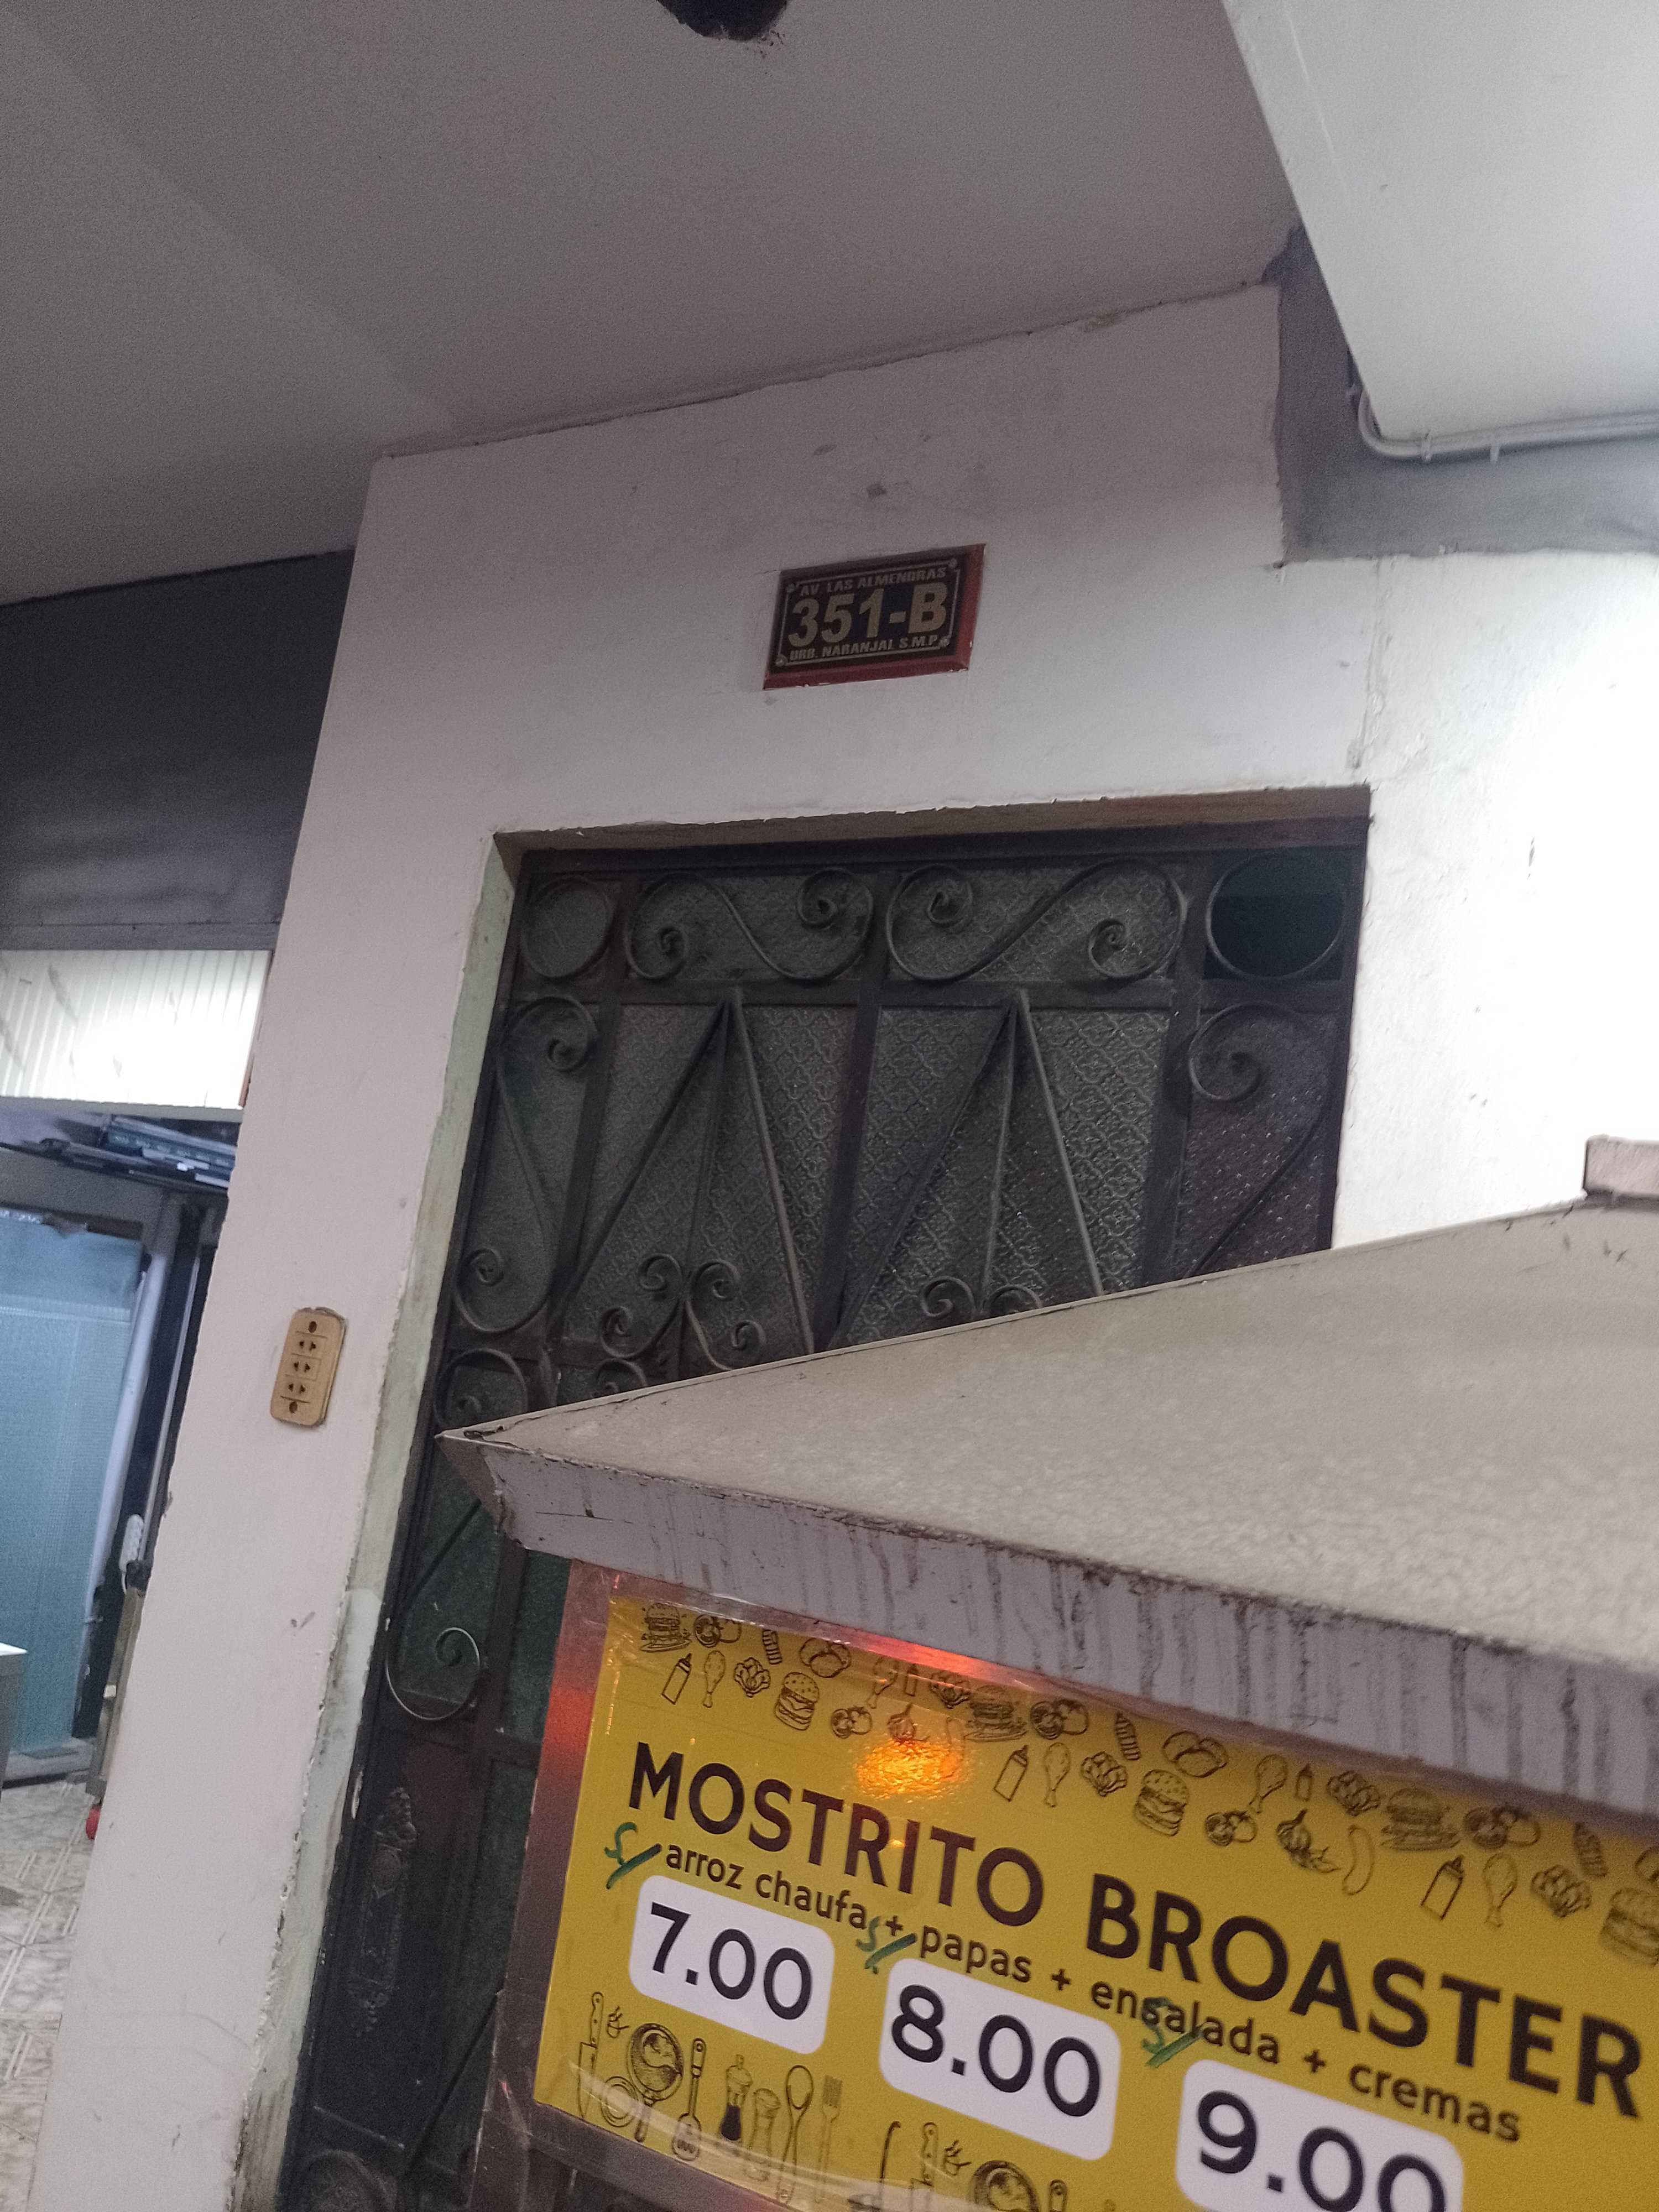 AV. LAS ALMENDRAS
351-B
URB. NARANJAL S.M.P.
MOSTRITO BROASTER
arroz chaufa + papas + ensalada + cremas
S/ 7.00
S/ 8.00
S/ 9.00